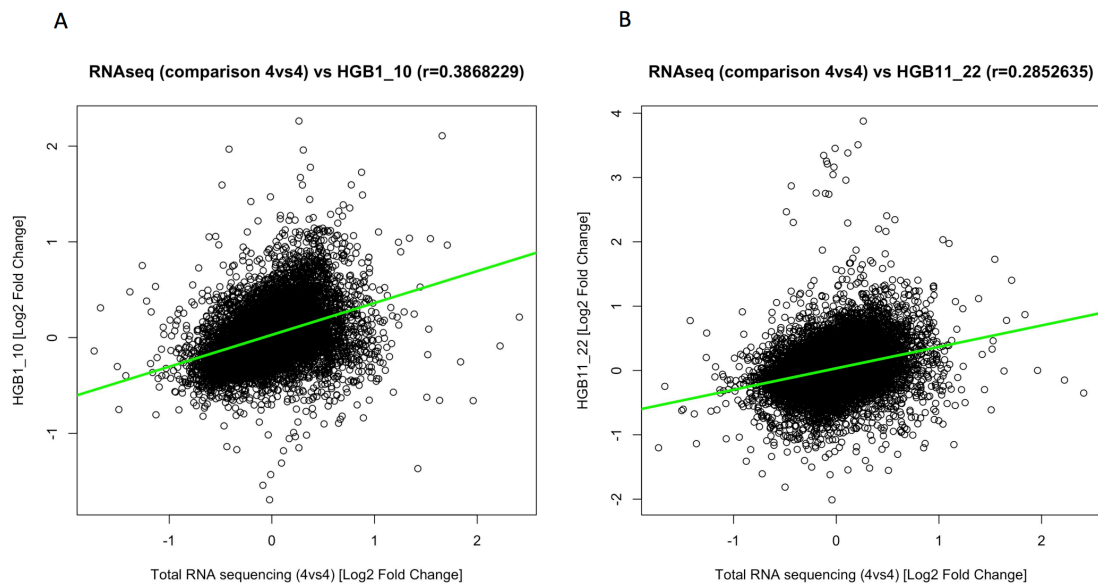 A
B
RNAseq (comparison 4vs4) vs HGB1_10 (r=0.3868229)
RNAseq (comparison 4vs4) vs HGB11_22 (r=0.2852635)
HGB1_10 [Log2 Fold Change]
2
1
0
-1
-1
0
1
2
Total RNA sequencing (4vs4) [Log2 Fold Change]
HGB11_22 [Log2 Fold Change]
4
3
2
1
0
-1
-2
-1
0
1
2
Total RNA sequencing (4vs4) [Log2 Fold Change]